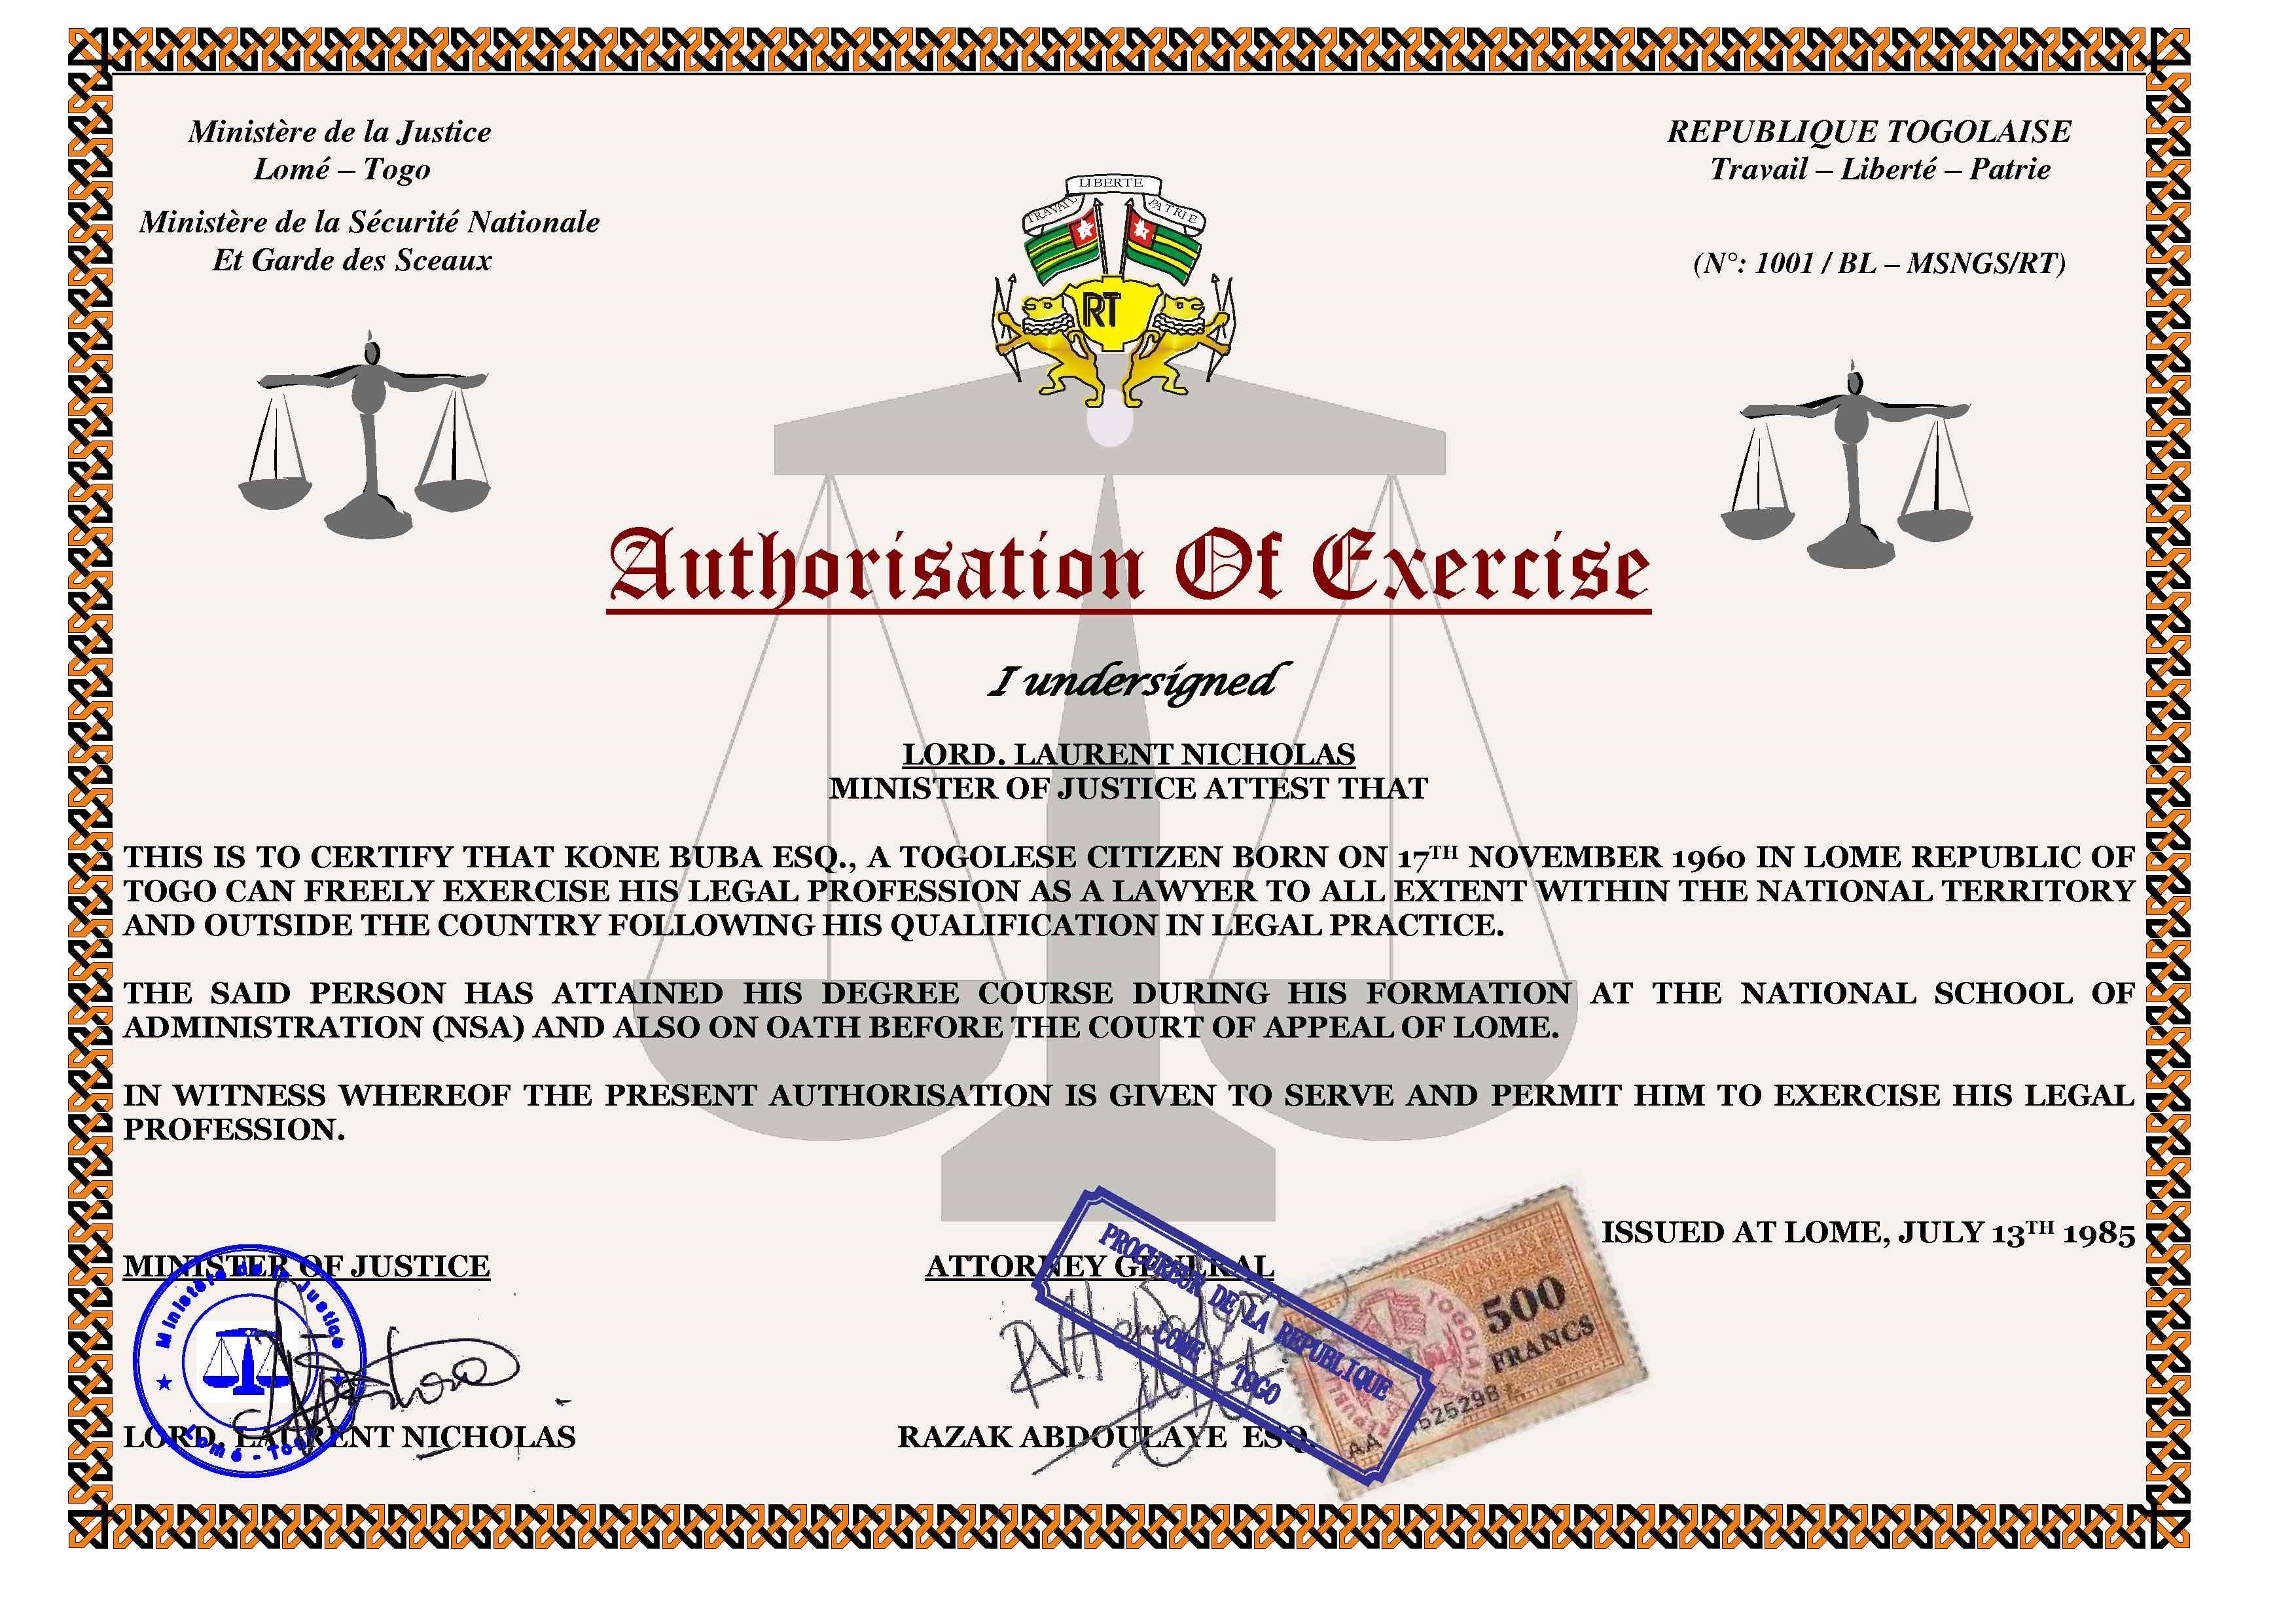 Ministère de la Justice
Lomé – Togo
Ministère de la Sécurité Nationale
Et Garde des Sceaux
REPUBLIQUE TOGOLAISE
Travail – Liberté – Patrie
(N°: 1001 / BL – MSNGS/RT)
LIBERTE
TRAVAIL
PATRIE
RT
Authorisation Of Exercise
I undersigned
LORD. LAURENT NICHOLAS
MINISTER OF JUSTICE ATTEST THAT
THIS IS TO CERTIFY THAT KONE BUBA ESQ., A TOGOLESE CITIZEN BORN ON 17TH NOVEMBER 1960 IN LOME REPUBLIC OF
TOGO CAN FREELY EXERCISE HIS LEGAL PROFESSION AS A LAWYER TO ALL EXTENT WITHIN THE NATIONAL TERRITORY
AND OUTSIDE THE COUNTRY FOLLOWING HIS QUALIFICATION IN LEGAL PRACTICE.
THE SAID PERSON HAS ATTAINED HIS DEGREE COURSE DURING HIS FORMATION AT THE NATIONAL SCHOOL OF
ADMINISTRATION (NSA) AND ALSO ON OATH BEFORE THE COURT OF APPEAL OF LOME.
IN WITNESS WHEREOF THE PRESENT AUTHORISATION IS GIVEN TO SERVE AND PERMIT HIM TO EXERCISE HIS LEGAL
PROFESSION.
ISSUED AT LOME, JULY 13TH 1985
MINISTER OF JUSTICE
Ministère de la Justice
Lomé - Togo
LORD. LAURENT NICHOLAS
ATTORNEY GENERAL
PROCUREUR DE LA REPUBLIQUE
LOME - TOGO
RAZAK ABDOULAYE ESQ.
500
FRANCS
AA